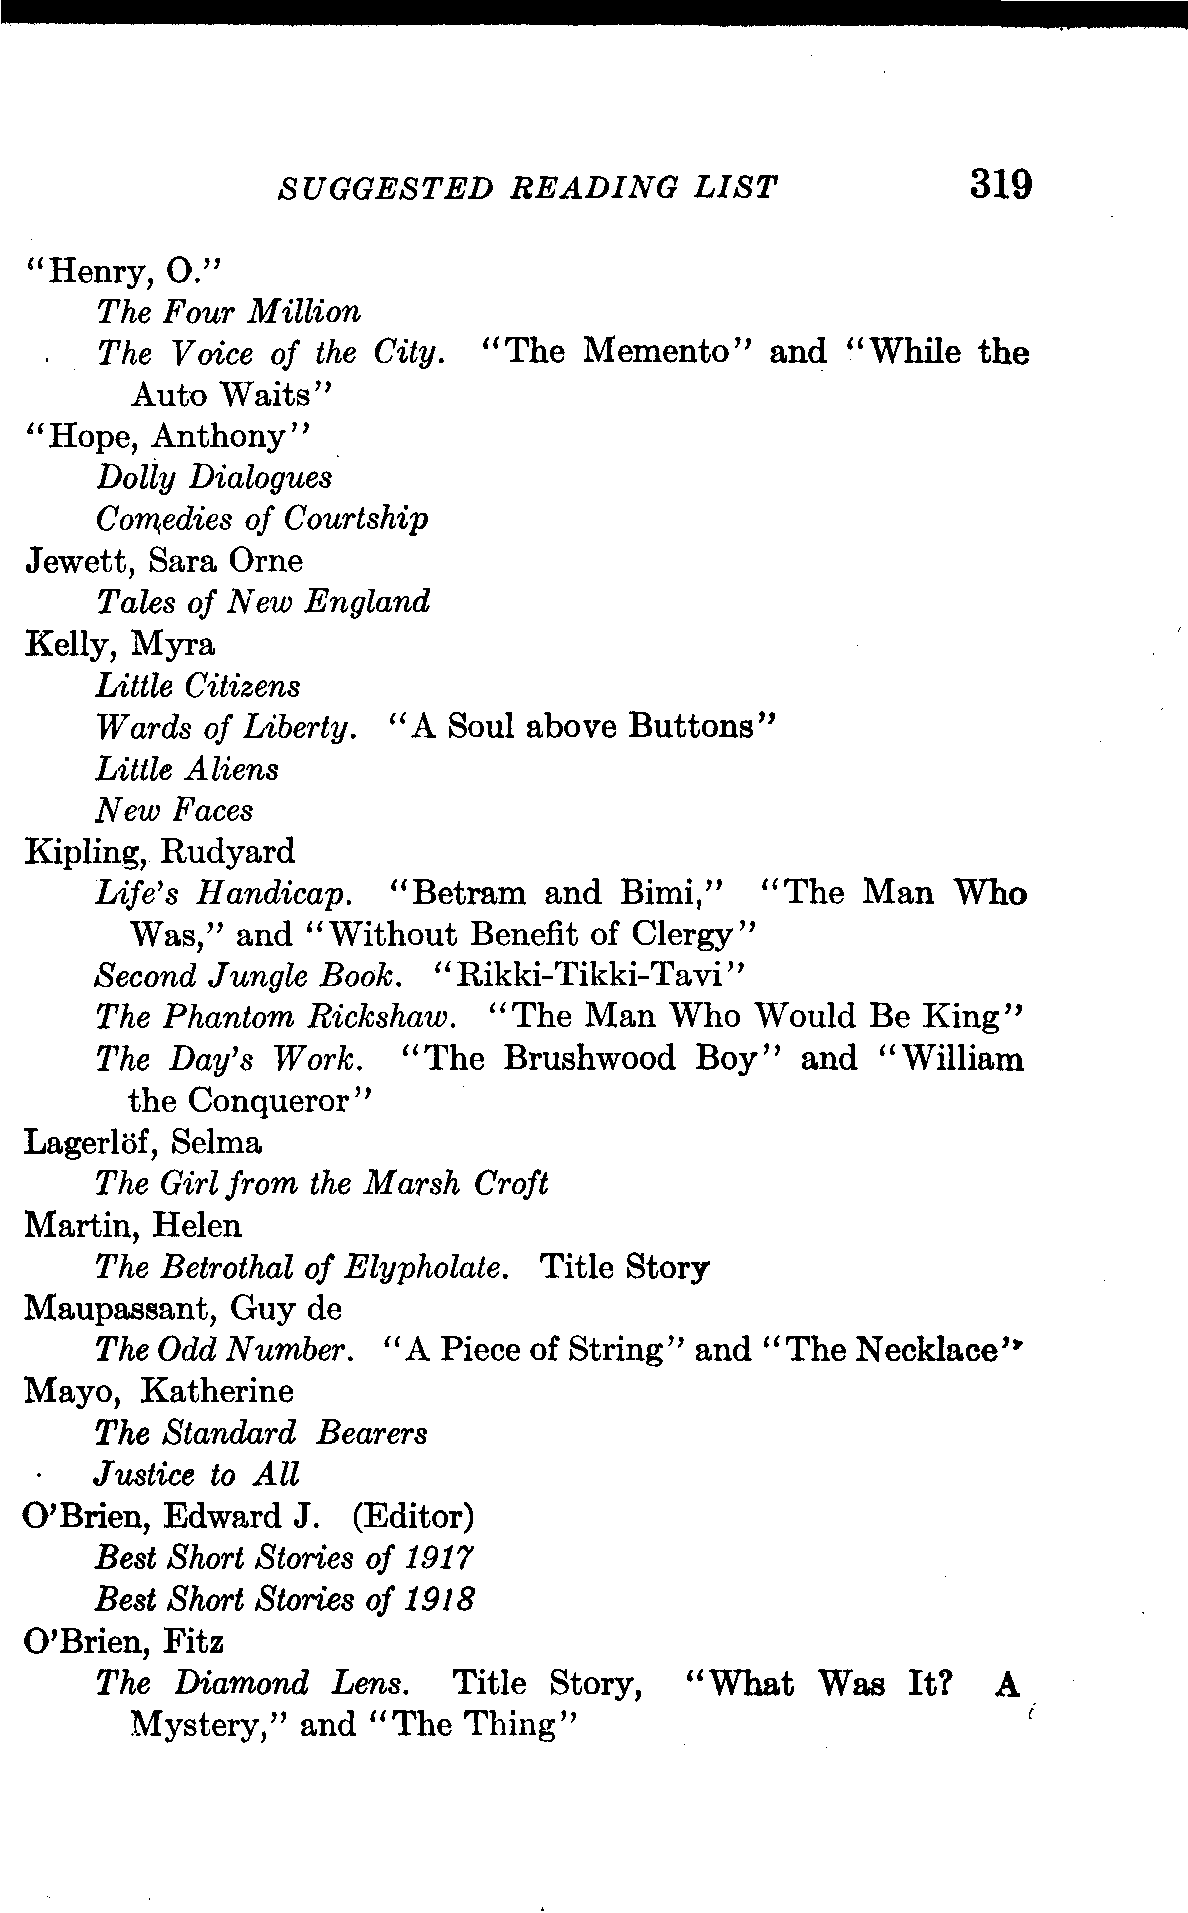 SUGGESTED READING LIST 319
"Henry, O."
The Four Million
The Voice of the City. "The Memento" and "While the
Auto Waits"
"Hope, Anthony"
Dolly Dialogues
Comedies of Courtship
Jewett, Sara Orne
Tales of New England
Kelly, Myra
Little Citizens
Wards of Liberty. "A Soul above Buttons"
Little Aliens
New Faces
Kipling, Rudyard
Life's Handicap. "Betram and Bimi," "The Man Who
Was," and "Without Benefit of Clergy"
Second Jungle Book. "Rikki-Tikki-Tavi"
The Phantom Rickshaw. "The Man Who Would Be King"
The Day's Work. "The Brushwood Boy" and "William
the Conqueror"
Lagerlöf, Selma
The Girl from the Marsh Croft
Martin, Helen
The Betrothal of Elypholate. Title Story
Maupassant, Guy de
The Odd Number. "A Piece of String" and "The Necklace"
Mayo, Katherine
The Standard Bearers
Justice to All
O'Brien, Edward J. (Editor)
Best Short Stories of 1917
Best Short Stories of 1918
O'Brien, Fitz
The Diamond Lens. Title Story, "What Was It? A
Mystery," and "The Thing"